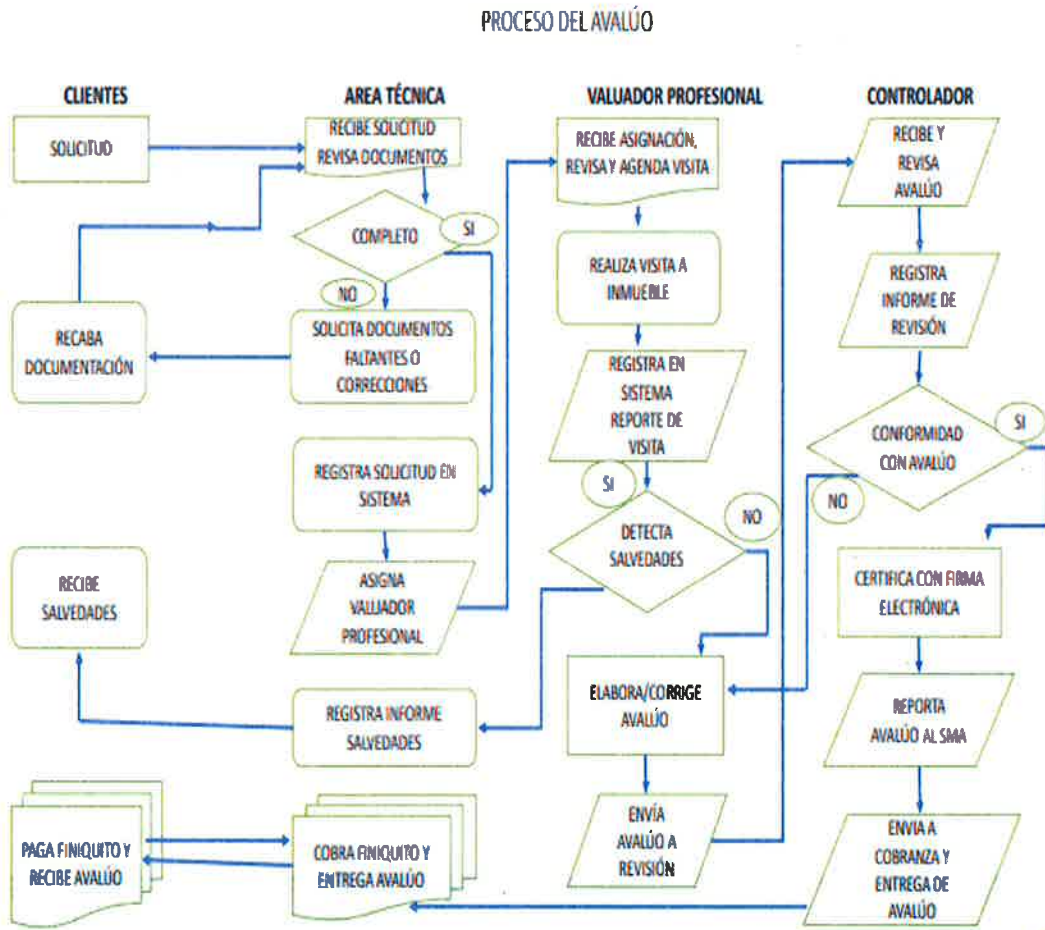 PROCESO DEL AVALÚO
CLIENTES
SOLICITUD
RECABA
DOCUMENTACIÓN
RECIBE
SALVEDADES
PAGA FINIQUITO Y
RECIBE AVALÚO
AREA TÉCNICA
RECIBE SOLICITUD
REVISA DOCUMENTOS
COMPLETO
SI
NO
SOLICITA DOCUMENTOS
FALTANTES O
CORRECCIONES
REGISTRA SOLICITUD EN
SISTEMA
ASIGNA
VALUADOR
PROFESIONAL
REGISTRA INFORME
SALVEDADES
COBRA FINIQUITO Y
ENTREGA AVALÚO
VALUADOR PROFESIONAL
RECIBE ASIGNACIÓN,
REVISA Y AGENDA VISITA
REALIZA VISITA A
INMUEBLE
REGISTRA EN
SISTEMA
REPORTE DE
VISITA
SI
NO
DETECTA
SALVEDADES
ELABORA/CORRIGE
AVALÚO
ENVÍA
AVALÚO A
REVISIÓN
CONTROLADOR
RECIBE Y
REVISA
AVALÚO
REGISTRA
INFORME DE
REVISIÓN
CONFORMIDAD
CON AVALÚO
SI
NO
CERTIFICA CON FIRMA
ELECTRÓNICA
REPORTA
AVALÚO AL SMA
ENVIA A
COBRANZA Y
ENTREGA DE
AVALÚO